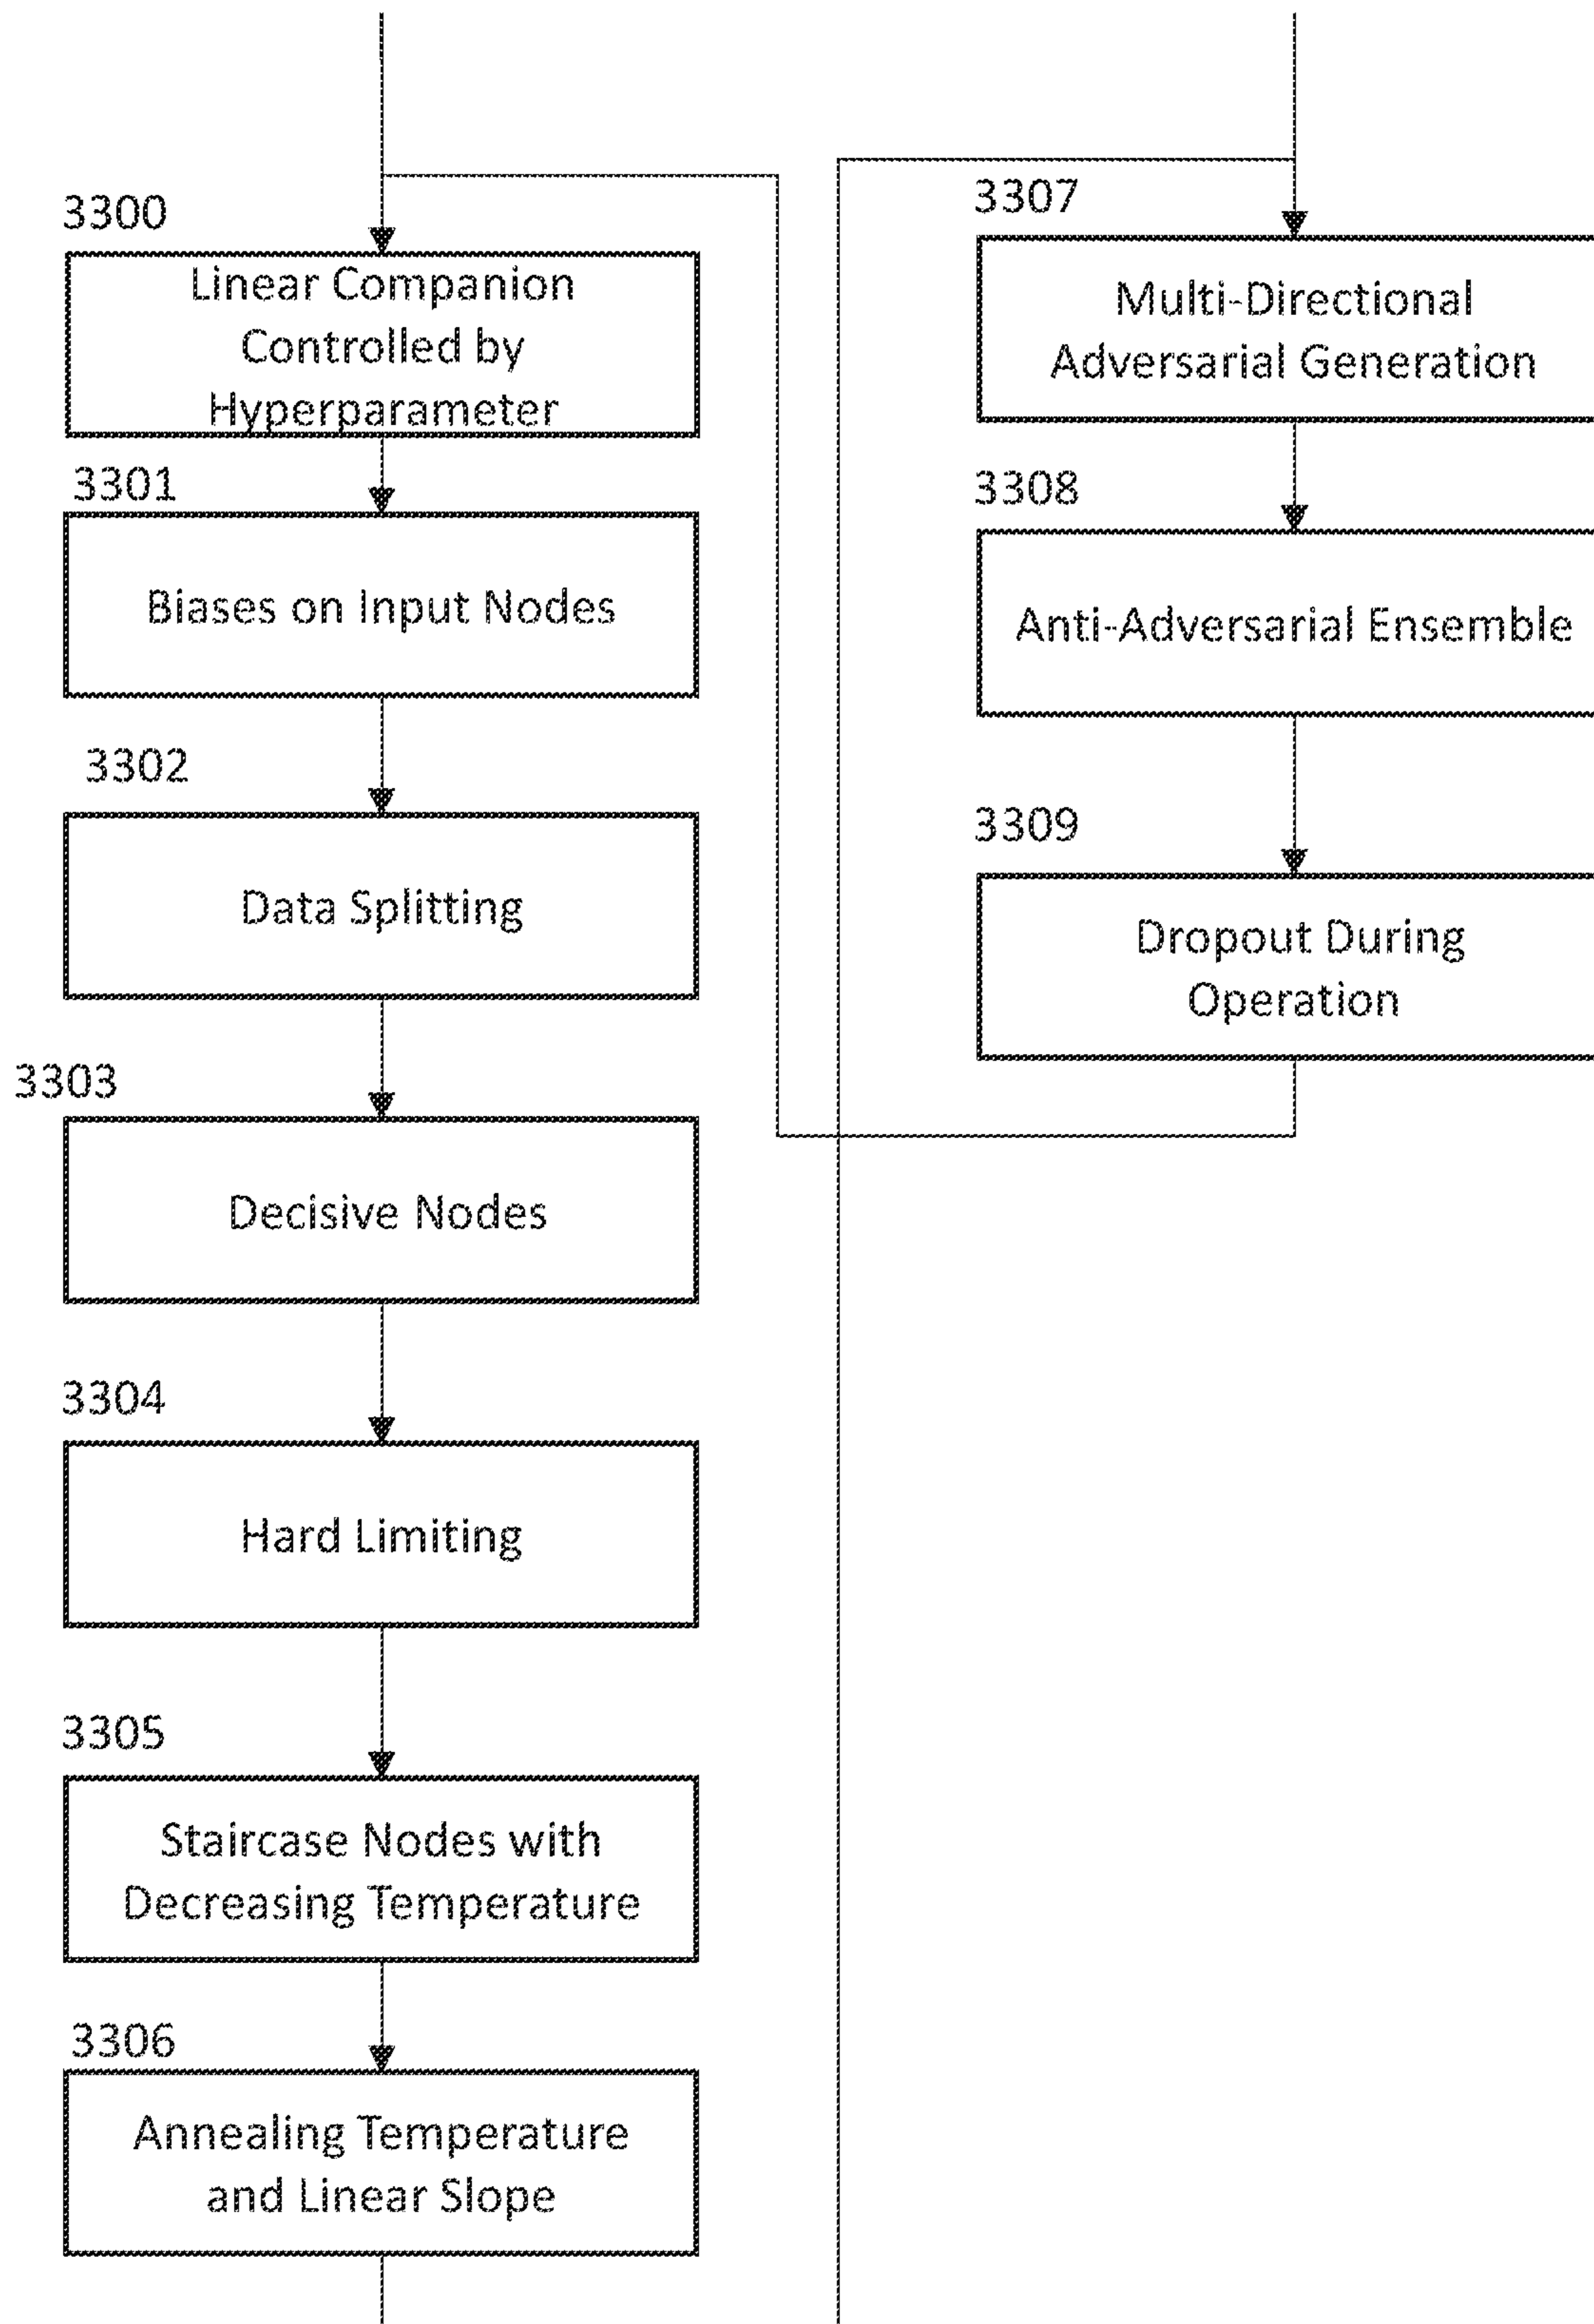 3300
Linear Companion
Controlled by
Hyperparameter
3301
Biases on Input Nodes
3302
Data Splitting
3303
Decisive Nodes
3304
Hard Limiting
3305
Staircase Nodes with
Decreasing Temperature
3306
Annealing Temperature
and Linear Slope
3307
Multi-Directional
Adversarial Generation
3308
Anti-Adversarial Ensemble
3309
Dropout During
Operation